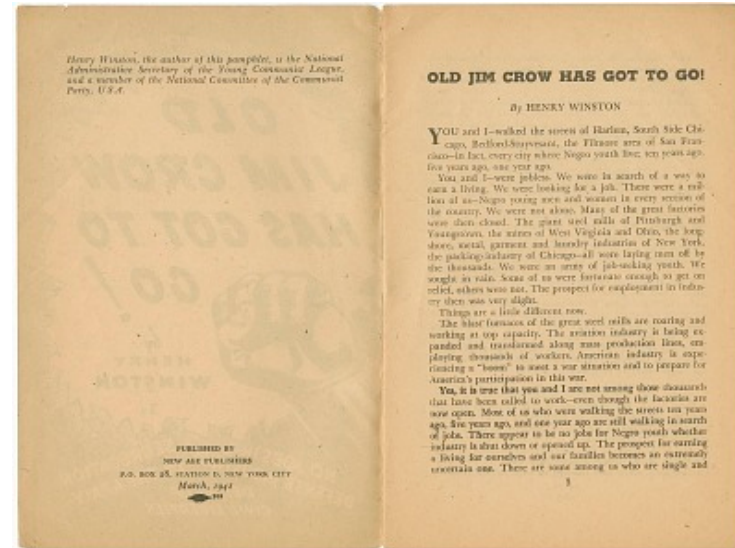 Henry Winston, the author of this pamphlet, is the National
Administrative Secretary of the Young Communist League,
and a member of the National Committee of the Communist
Party, U.S.A.
PUBLISHED BY
NEW AGE PUBLISHERS
P.O. BOX 28, STATION D, NEW YORK CITY
March, 1941
OLD JIM CROW HAS GOT TO GO!
By HENRY WINSTON
YOU and I—walked the streets of Harlem, South Side Chi-
cago, Bedford-Stuyvesant, the Fillmore area of San Fran-
cisco—in fact, every city where Negro youth live; ten years ago,
five years ago, one year ago.
You and I—were jobless. We were in search of a way to
earn a living. We were looking for a job. There were a mil-
lion of us—Negro young men and women in every section of
the country. We were not alone. Many of the great factories
were then closed. The giant steel mills of Pittsburgh and
Youngstown, the mines of West Virginia and Ohio, the long-
shore, metal, garment and laundry industries of New York,
the packing-industry of Chicago—all were laying men off by
the thousands. We were an army of job-seeking youth. We
sought in vain. Some of us were fortunate enough to get on
relief, others were not. The prospect for employment in indus-
try then was very slight.
Things are a little different now.
The blast furnaces of the great steel mills are roaring and
working at top capacity. The aviation industry is being ex-
panded and transformed along mass production lines, em-
ploying thousands of workers. American industry is expe-
riencing a "boom" to meet a war situation and to prepare for
America's participation in this war.
Yes, it is true that you and I are not among those thousands
that have been called to work—even though the factories are
now open. Most of us who were walking the streets ten years
ago, five years ago, and one year ago are still walking in search
of jobs. There appear to be no jobs for Negro youth whether
industry is shut down or opened up. The prospect for earning
a living for ourselves and our families becomes an extremely
uncertain one. There are some among us who are single and
3